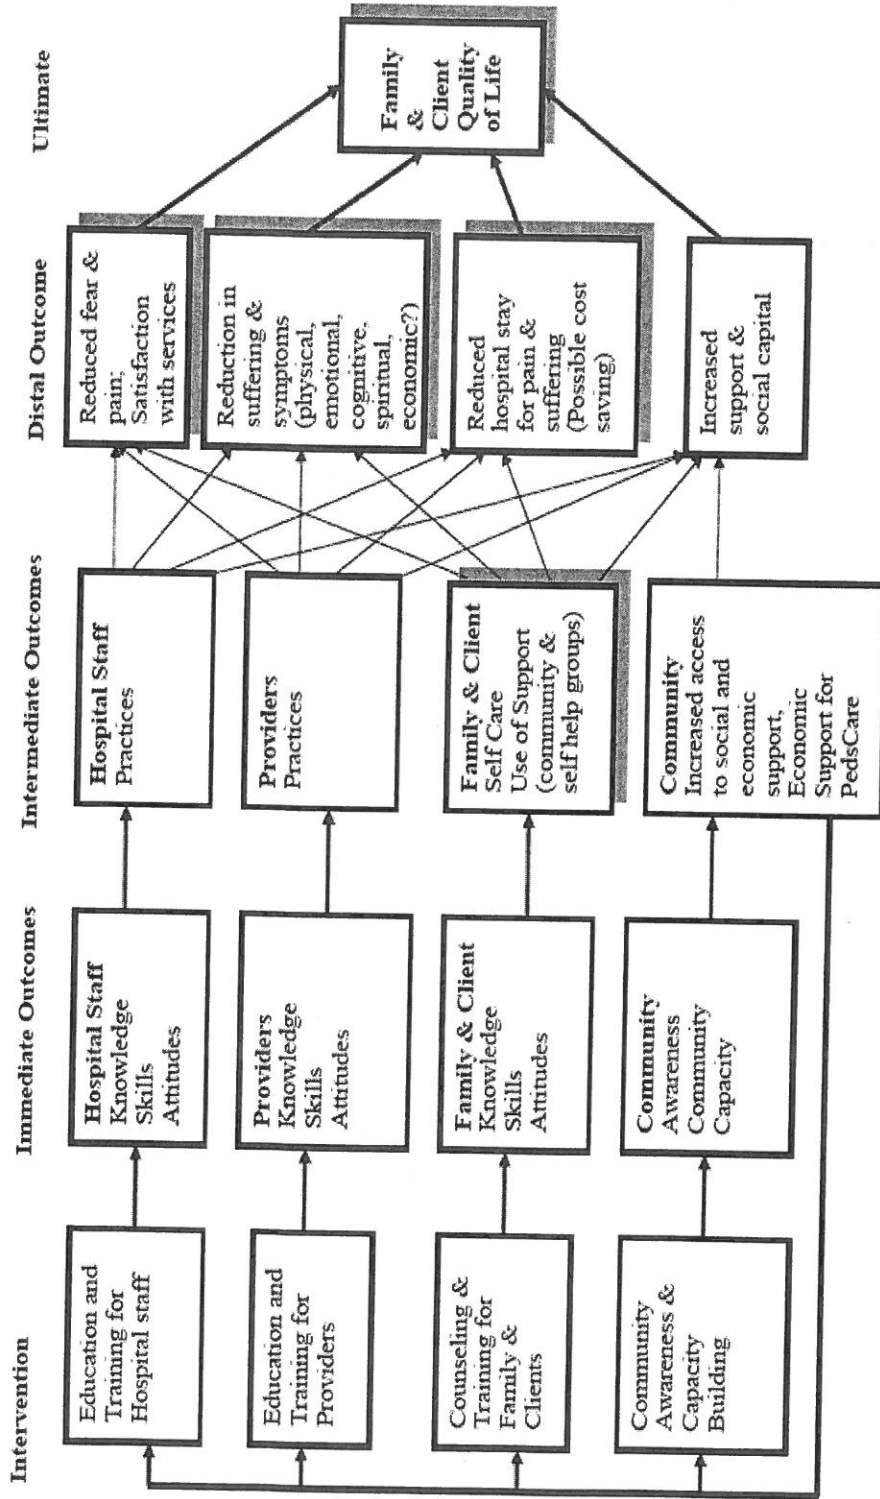 Intervention
Immediate Outcomes
Intermediate Outcomes
Distal Outcome
Ultimate
Education and
Training for
Hospital staff
Hospital Staff
Knowledge
Skills
Attitudes
Hospital Staff
Practices
Reduced fear &
pain;
Satisfaction
with services
Education and
Training for
Providers
Providers
Knowledge
Skills
Attitudes
Providers
Practices
Reduction in
suffering &
symptoms
(physical,
emotional,
cognitive,
spiritual,
economic?)
Family
&
Client
Quality
of Life
Counseling &
Training for
Family &
Clients
Family & Client
Knowledge
Skills
Attitudes
Family & Client
Self Care
Use of Support
(community &
self help groups)
Reduced
hospital stay
for pain &
suffering
(Possible cost
saving)
Community
Awareness &
Capacity
Building
Community
Awareness
Community
Capacity
Community
Increased access
to social and
economic
support,
Economic
Support for
PedsCare
Increased
support &
social capital